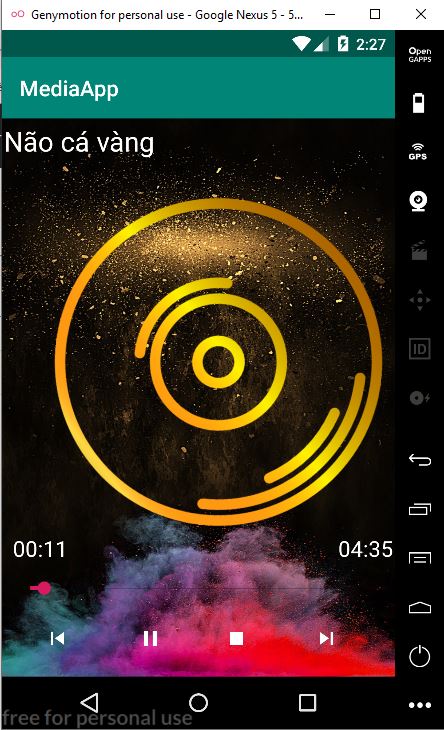 Genymotion for personal use - Google Nexus 5 - 5...
2:27
Open
GAPPS
MediaApp
GPS
Não cá vàng
ID
00:11
04:35
free for personal use